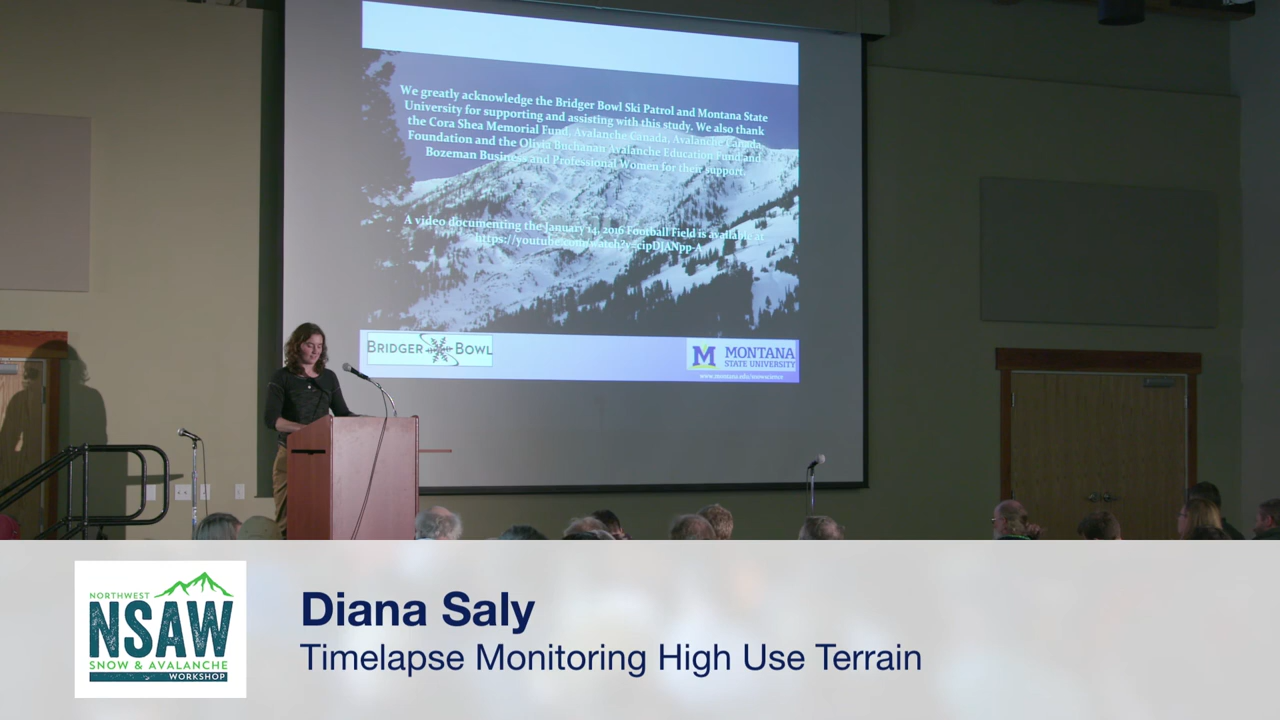 We greatly acknowledge the Bridger Bowl Ski Patrol and Montana State
University for supporting and assisting with this study. We also thank
the Cora Shea Memorial Fund, Avalanche Canada, Avalanche Canada
Foundation and the Olivia Buchanan Avalanche Education Fund and
Bozeman Business and Professional Women for their support.
A video documenting the January 14, 2016 Football Field is available at
BRIDGER BOWL
M MONTANA
STATE UNIVERSITY
www.montana.edu/snowscience
NORTHWEST
NSAW
SNOW & AVALANCHE
WORKSHOP
Diana Saly
Timelapse Monitoring High Use Terrain